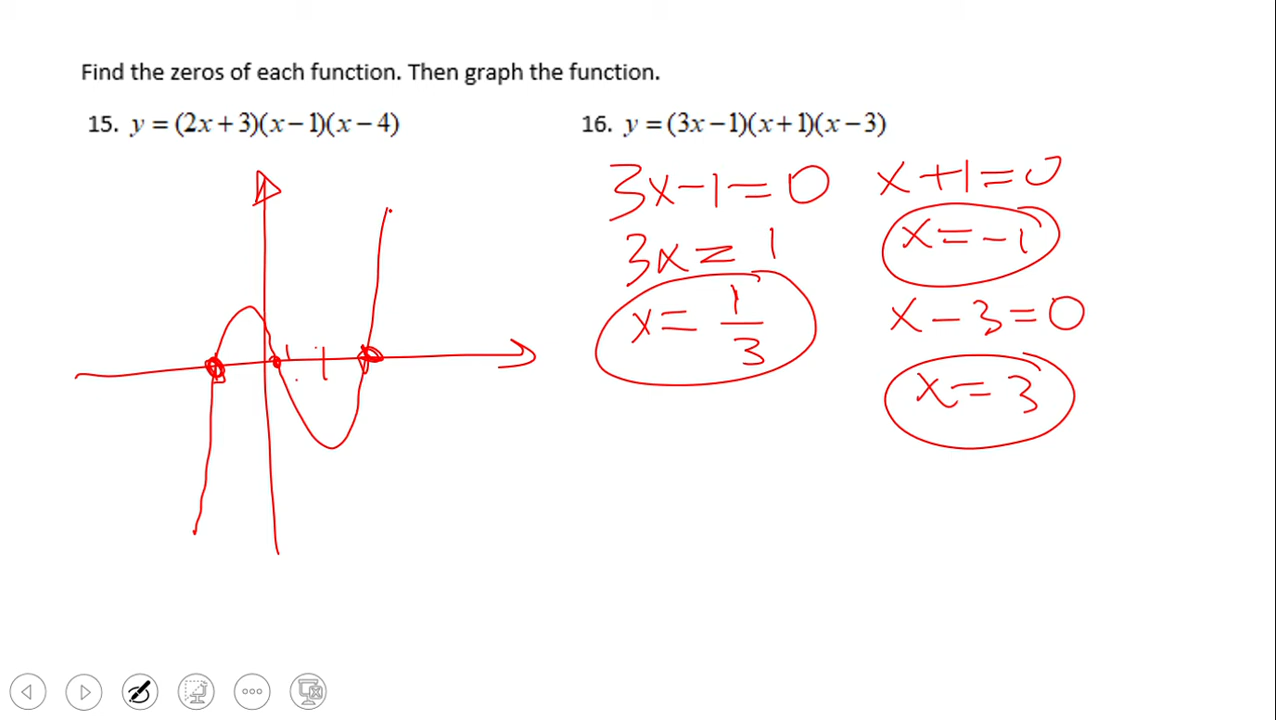 Find the zeros of each function. Then graph the function.
15. y = (2x + 3)(x − 1)(x − 4)
16. y = (3x − 1)(x + 1)(x − 3)
3x − 1 = 0
3x = 1
x = 1/3
x + 1 = 0
x = −1
x − 3 = 0
x = 3